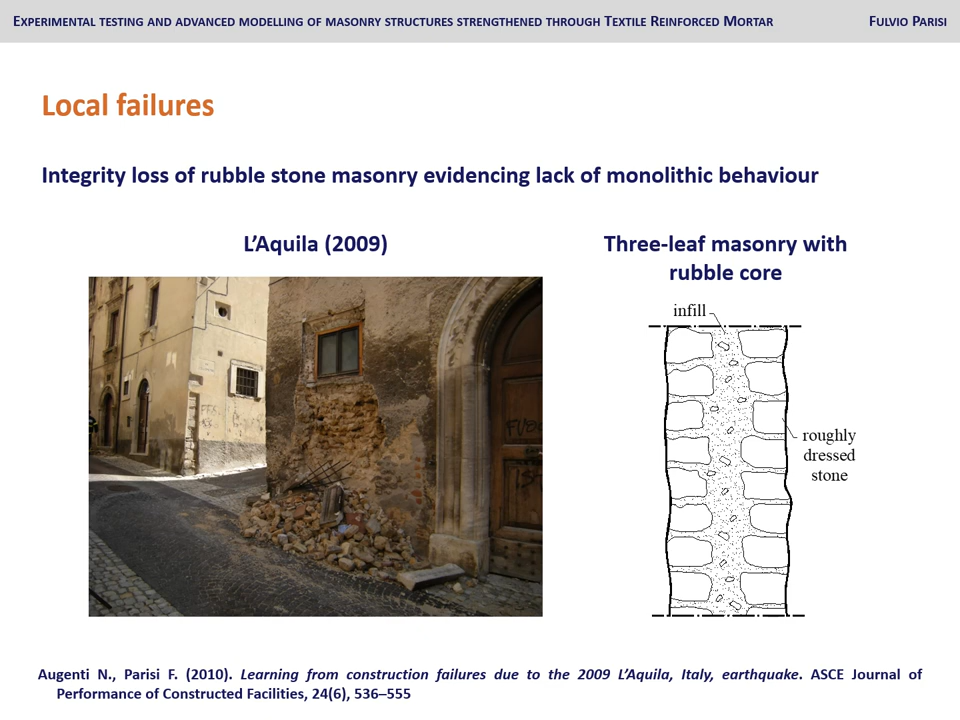 EXPERIMENTAL TESTING AND ADVANCED MODELLING OF MASONRY STRUCTURES STRENGTHENED THROUGH TEXTILE REINFORCED MORTAR FULVIO PARISI
Local failures
Integrity loss of rubble stone masonry evidencing lack of monolithic behaviour
L'Aquila (2009)
Three-leaf masonry with
rubble core
infill
roughly
dressed
stone
Augenti N., Parisi F. (2010). Learning from construction failures due to the 2009 L'Aquila, Italy, earthquake. ASCE Journal of
Performance of Constructed Facilities, 24(6), 536–555